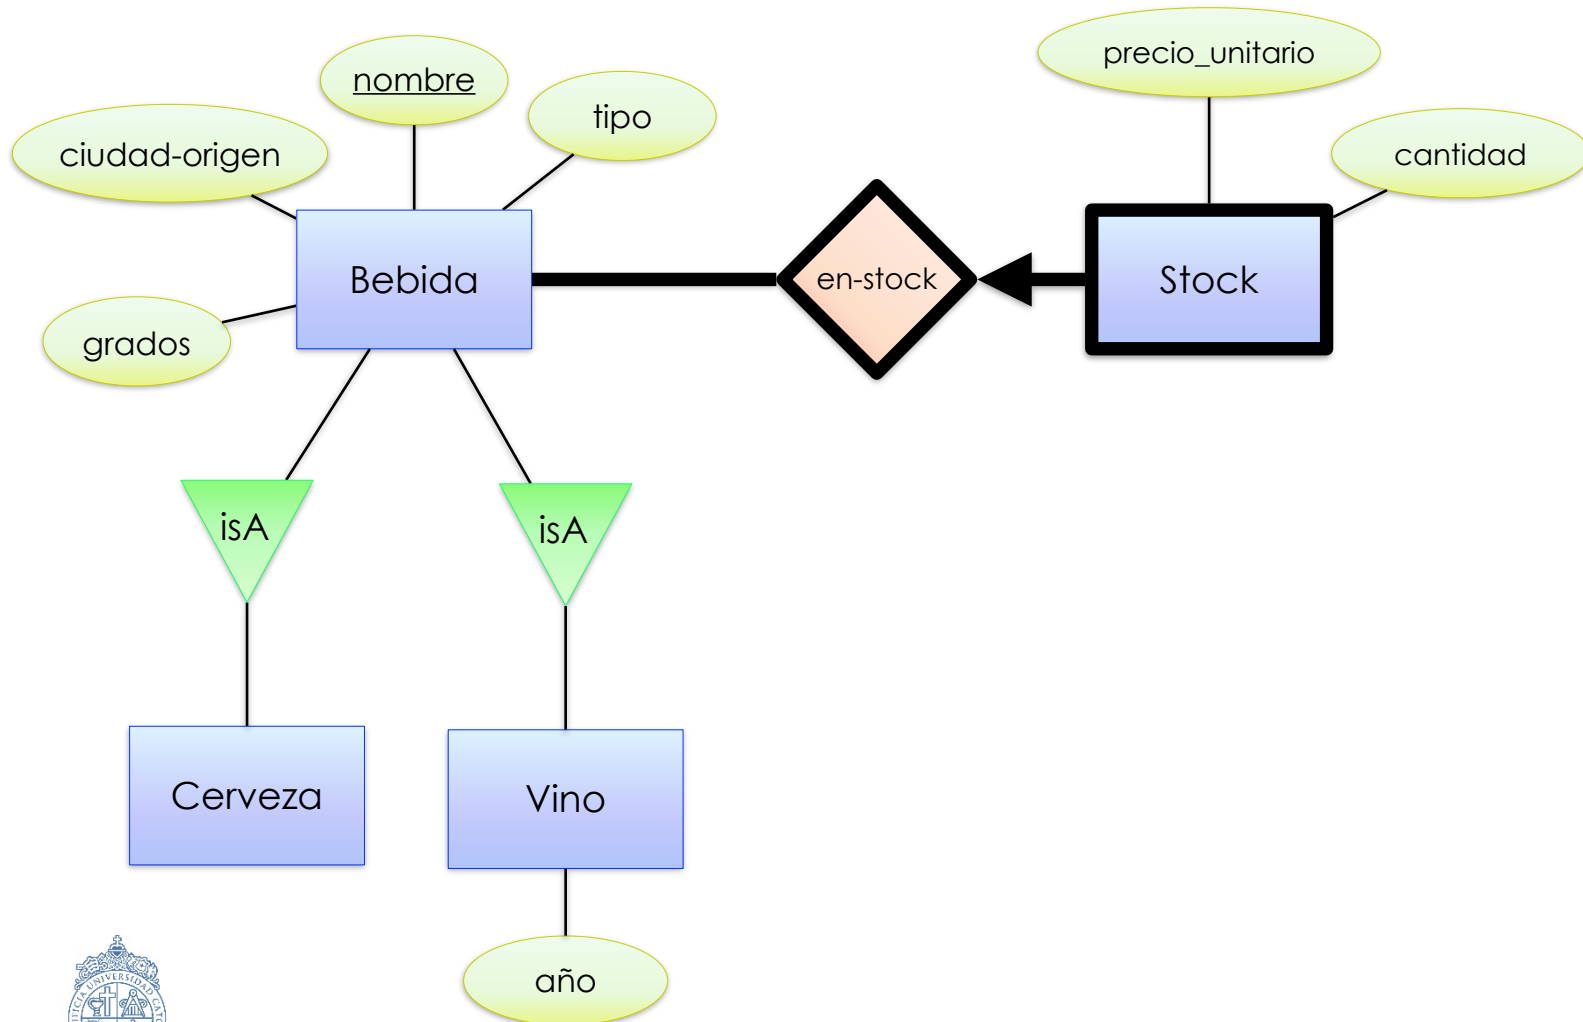 nombre
tipo
ciudad-origen
grados
Bebida
en-stock
precio_unitario
cantidad
Stock
isA
isA
Cerveza
Vino
año